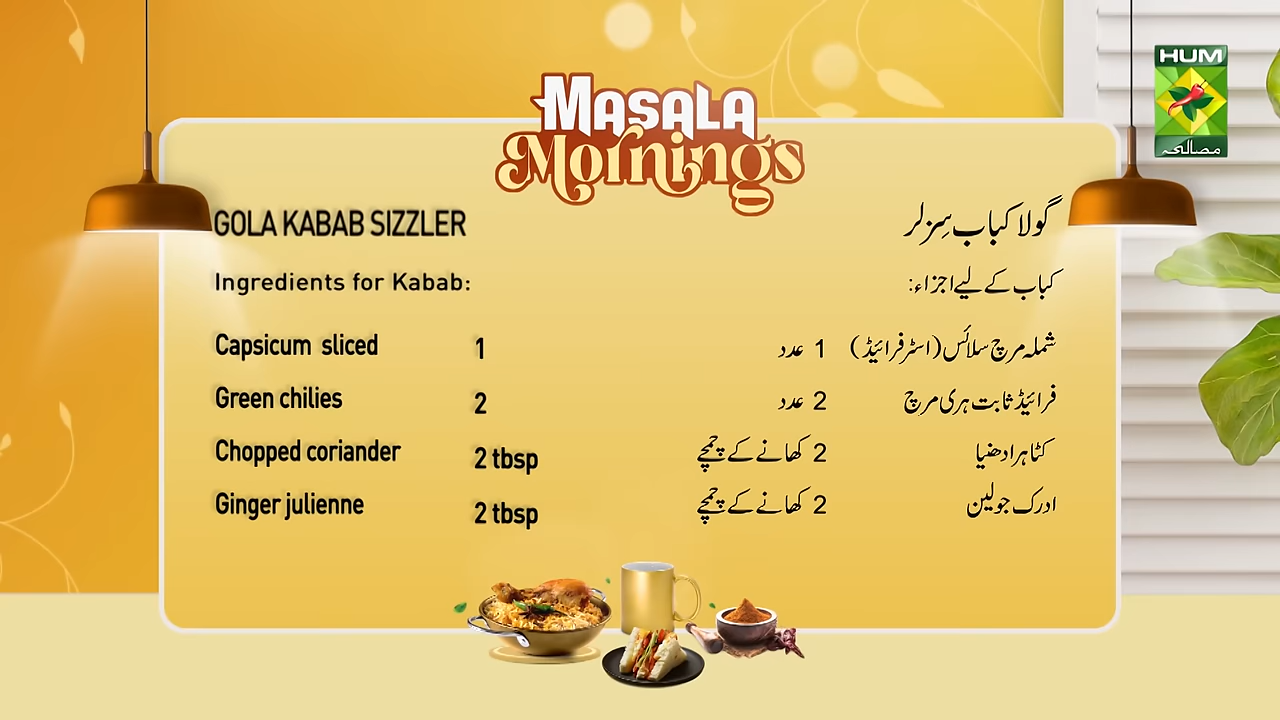 HUM
مصالحہ
MASALA
Mornings
GOLA KABAB SIZZLER گولا کباب سِزلر
Ingredients for Kabab: کباب کے لیے اجزاء:
Capsicum sliced 1 شملہ مرچ سلائس (اسٹر فرائیڈ) 1 عدد
Green chilies 2 فرائیڈ ثابت ہری مرچ 2 عدد
Chopped coriander 2 tbsp کٹا ہرا دھنیا 2 کھانے کے چمچے
Ginger julienne 2 tbsp ادرک جولین 2 کھانے کے چمچے